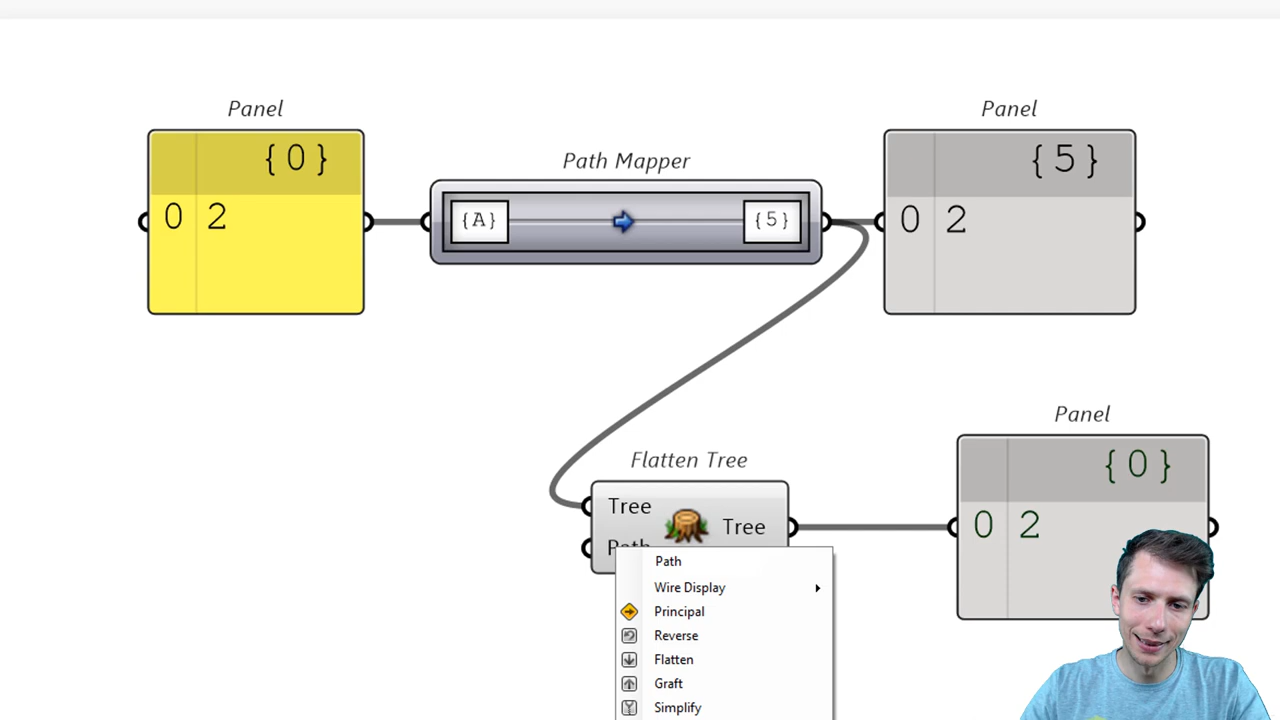 Panel
{0}
0 2
Path Mapper
{A}
{5}
Panel
{5}
0 2
Flatten Tree
Tree
Tree
Path
Panel
{0}
0 2
Path
Wire Display
Principal
Reverse
Flatten
Graft
Simplify